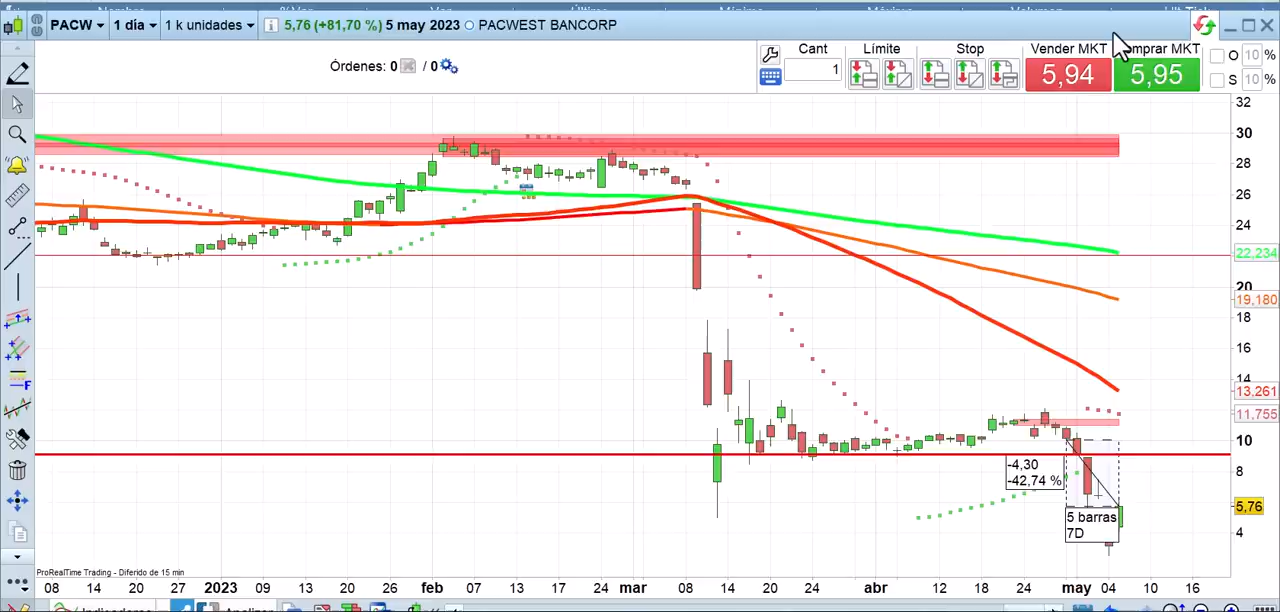 PACW 1 día 1 k unidades 5,76 (+81,70 %) 5 may 2023 PACWEST BANCORP
Órdenes: 0 / 0
Cant Límite Stop Vender MKT omprar MKT
1 5,94 5,95
O 10 %
S 10 %
32
30
28
26
24
22,234
20
19,180
18
16
14
13,261
11,755
10
8
5,76
4
-4,30
-42,74 %
5 barras
7D
ProRealTime Trading - Diferido de 15 min
08 14 20 27 2023 09 13 20 26 feb 07 13 17 24 mar 08 14 20 24 abr 12 18 24 may 04 10 16